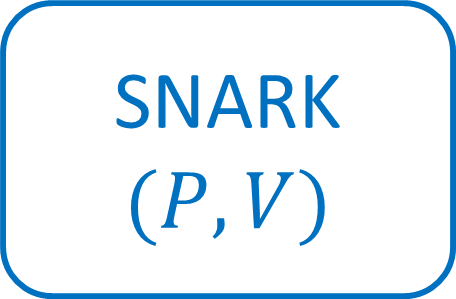 SNARK
(P, V)